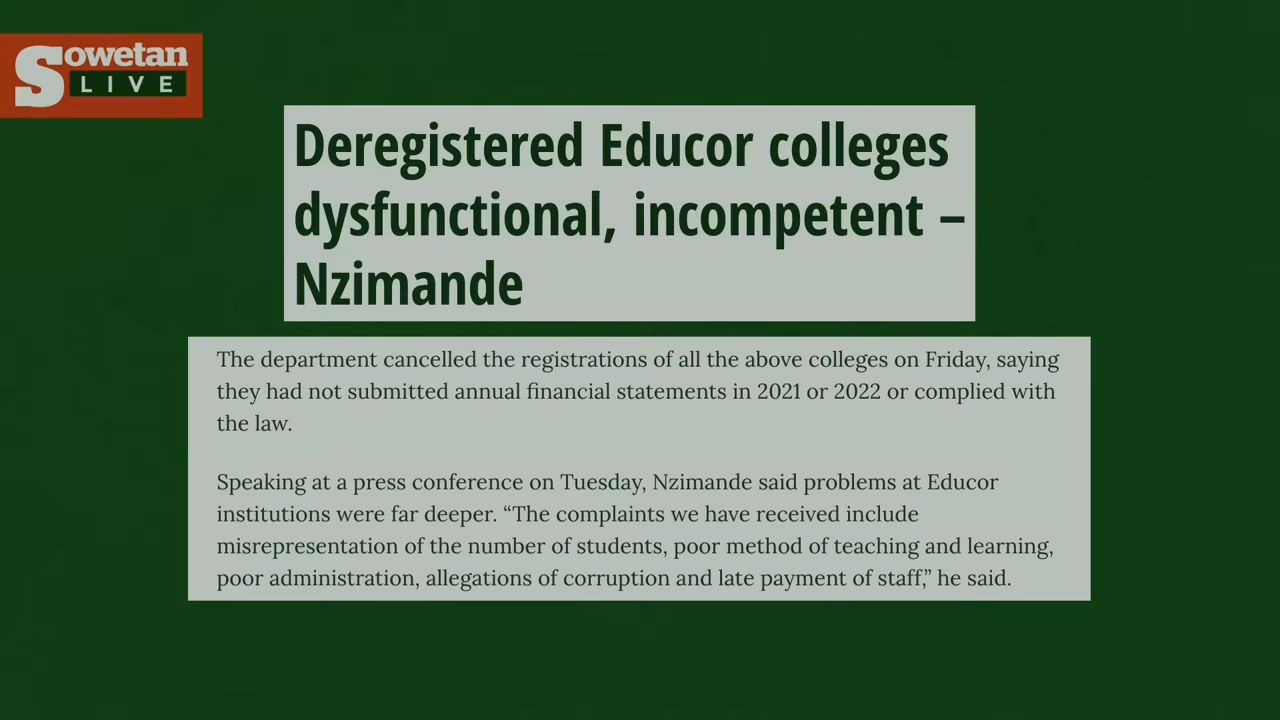 Sowetan
LIVE
Deregistered Educor colleges
dysfunctional, incompetent –
Nzimande
The department cancelled the registrations of all the above colleges on Friday, saying
they had not submitted annual financial statements in 2021 or 2022 or complied with
the law.
Speaking at a press conference on Tuesday, Nzimande said problems at Educor
institutions were far deeper. “The complaints we have received include
misrepresentation of the number of students, poor method of teaching and learning,
poor administration, allegations of corruption and late payment of staff,” he said.